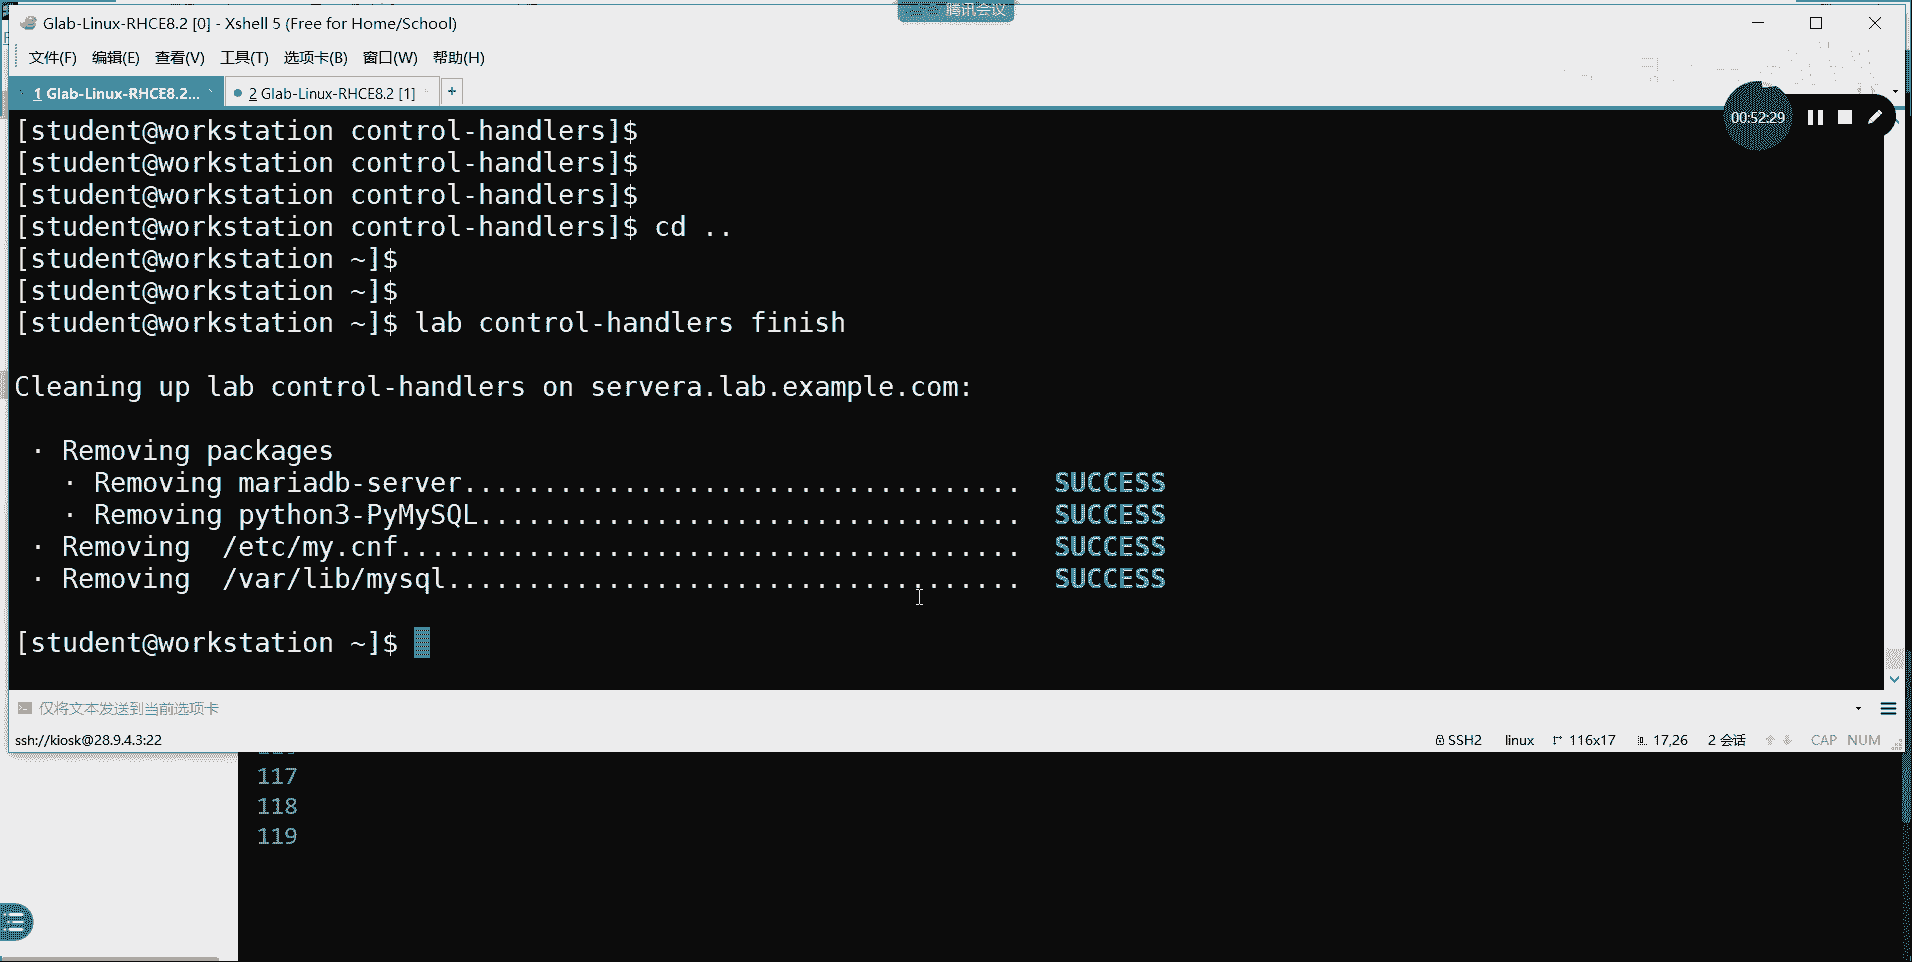 腾讯会议
Glab-Linux-RHCE8.2 [0] - Xshell 5 (Free for Home/School)
文件(F) 编辑(E) 查看(V) 工具(T) 选项卡(B) 窗口(W) 帮助(H)
1 Glab-Linux-RHCE8.2... 2 Glab-Linux-RHCE8.2 [1] +
00:52:29
[student@workstation control-handlers]$
[student@workstation control-handlers]$
[student@workstation control-handlers]$
[student@workstation control-handlers]$ cd ..
[student@workstation ~]$
[student@workstation ~]$
[student@workstation ~]$ lab control-handlers finish
Cleaning up lab control-handlers on servera.lab.example.com:
· Removing packages
· Removing mariadb-server................................... SUCCESS
· Removing python3-PyMySQL.................................. SUCCESS
· Removing  /etc/my.cnf....................................... SUCCESS
· Removing  /var/lib/mysql.................................... SUCCESS
[student@workstation ~]$
仅将文本发送到当前选项卡
ssh://kiosk@28.9.4.3:22 SSH2 linux 116x17 17,26 2 会话 CAP NUM
117
118
119